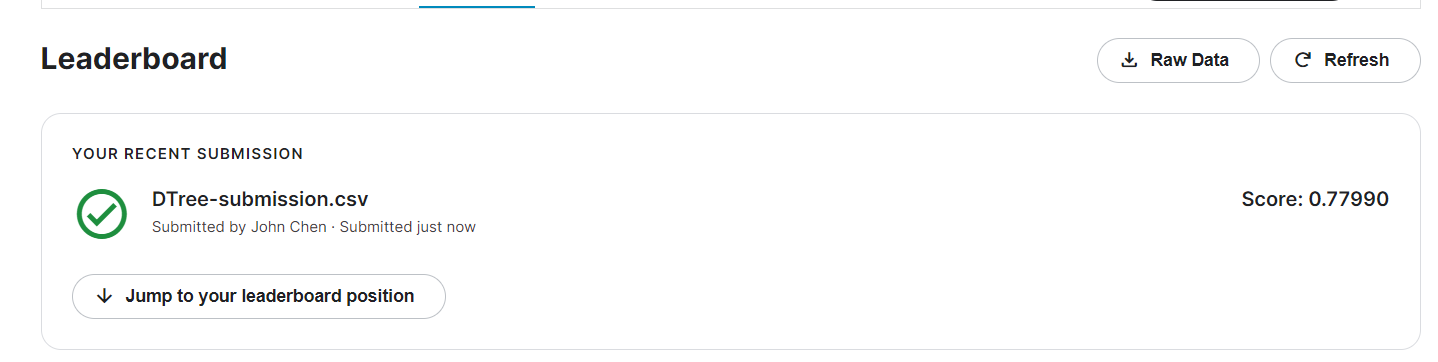 Leaderboard
Raw Data
Refresh
YOUR RECENT SUBMISSION
DTree-submission.csv
Score: 0.77990
Submitted by John Chen · Submitted just now
Jump to your leaderboard position